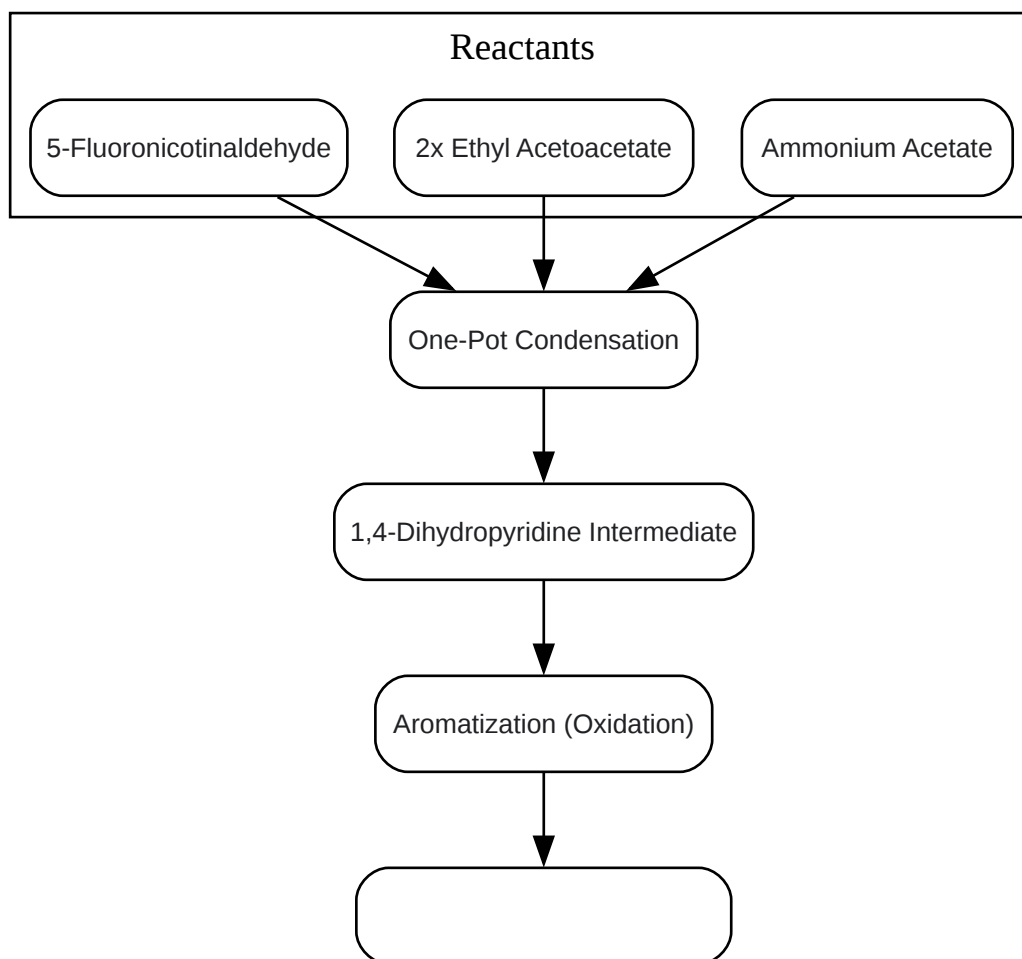 Reactants
5-Fluoronicotinaldehyde
2x Ethyl Acetoacetate
Ammonium Acetate
One-Pot Condensation
1,4-Dihydropyridine Intermediate
Aromatization (Oxidation)